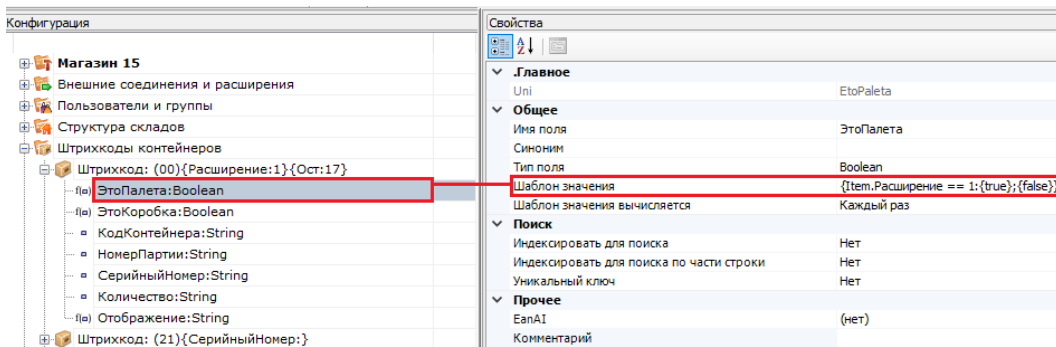 Конфигурация
Магазин 15
Внешние соединения и расширения
Пользователи и группы
Структура складов
Штрихкоды контейнеров
Штрихкод: (00){Расширение:1}{Ост:17}
f(a) ЭтоПалета:Boolean
f(a) ЭтоКоробка:Boolean
КодКонтейнера:String
НомерПартии:String
СерийныйНомер:String
Количество:String
f(a) Отображение:String
Штрихкод: (21){СерийныйНомер:}
Свойства
.Главное
Uni EtoPaleta
Общее
Имя поля ЭтоПалета
Синоним
Тип поля Boolean
Шаблон значения {Item.Расширение == 1:{true};{false}}
Шаблон значения вычисляется Каждый раз
Поиск
Индексировать для поиска Нет
Индексировать для поиска по части строки Нет
Уникальный ключ Нет
Прочее
EanAI (нет)
Комментарий